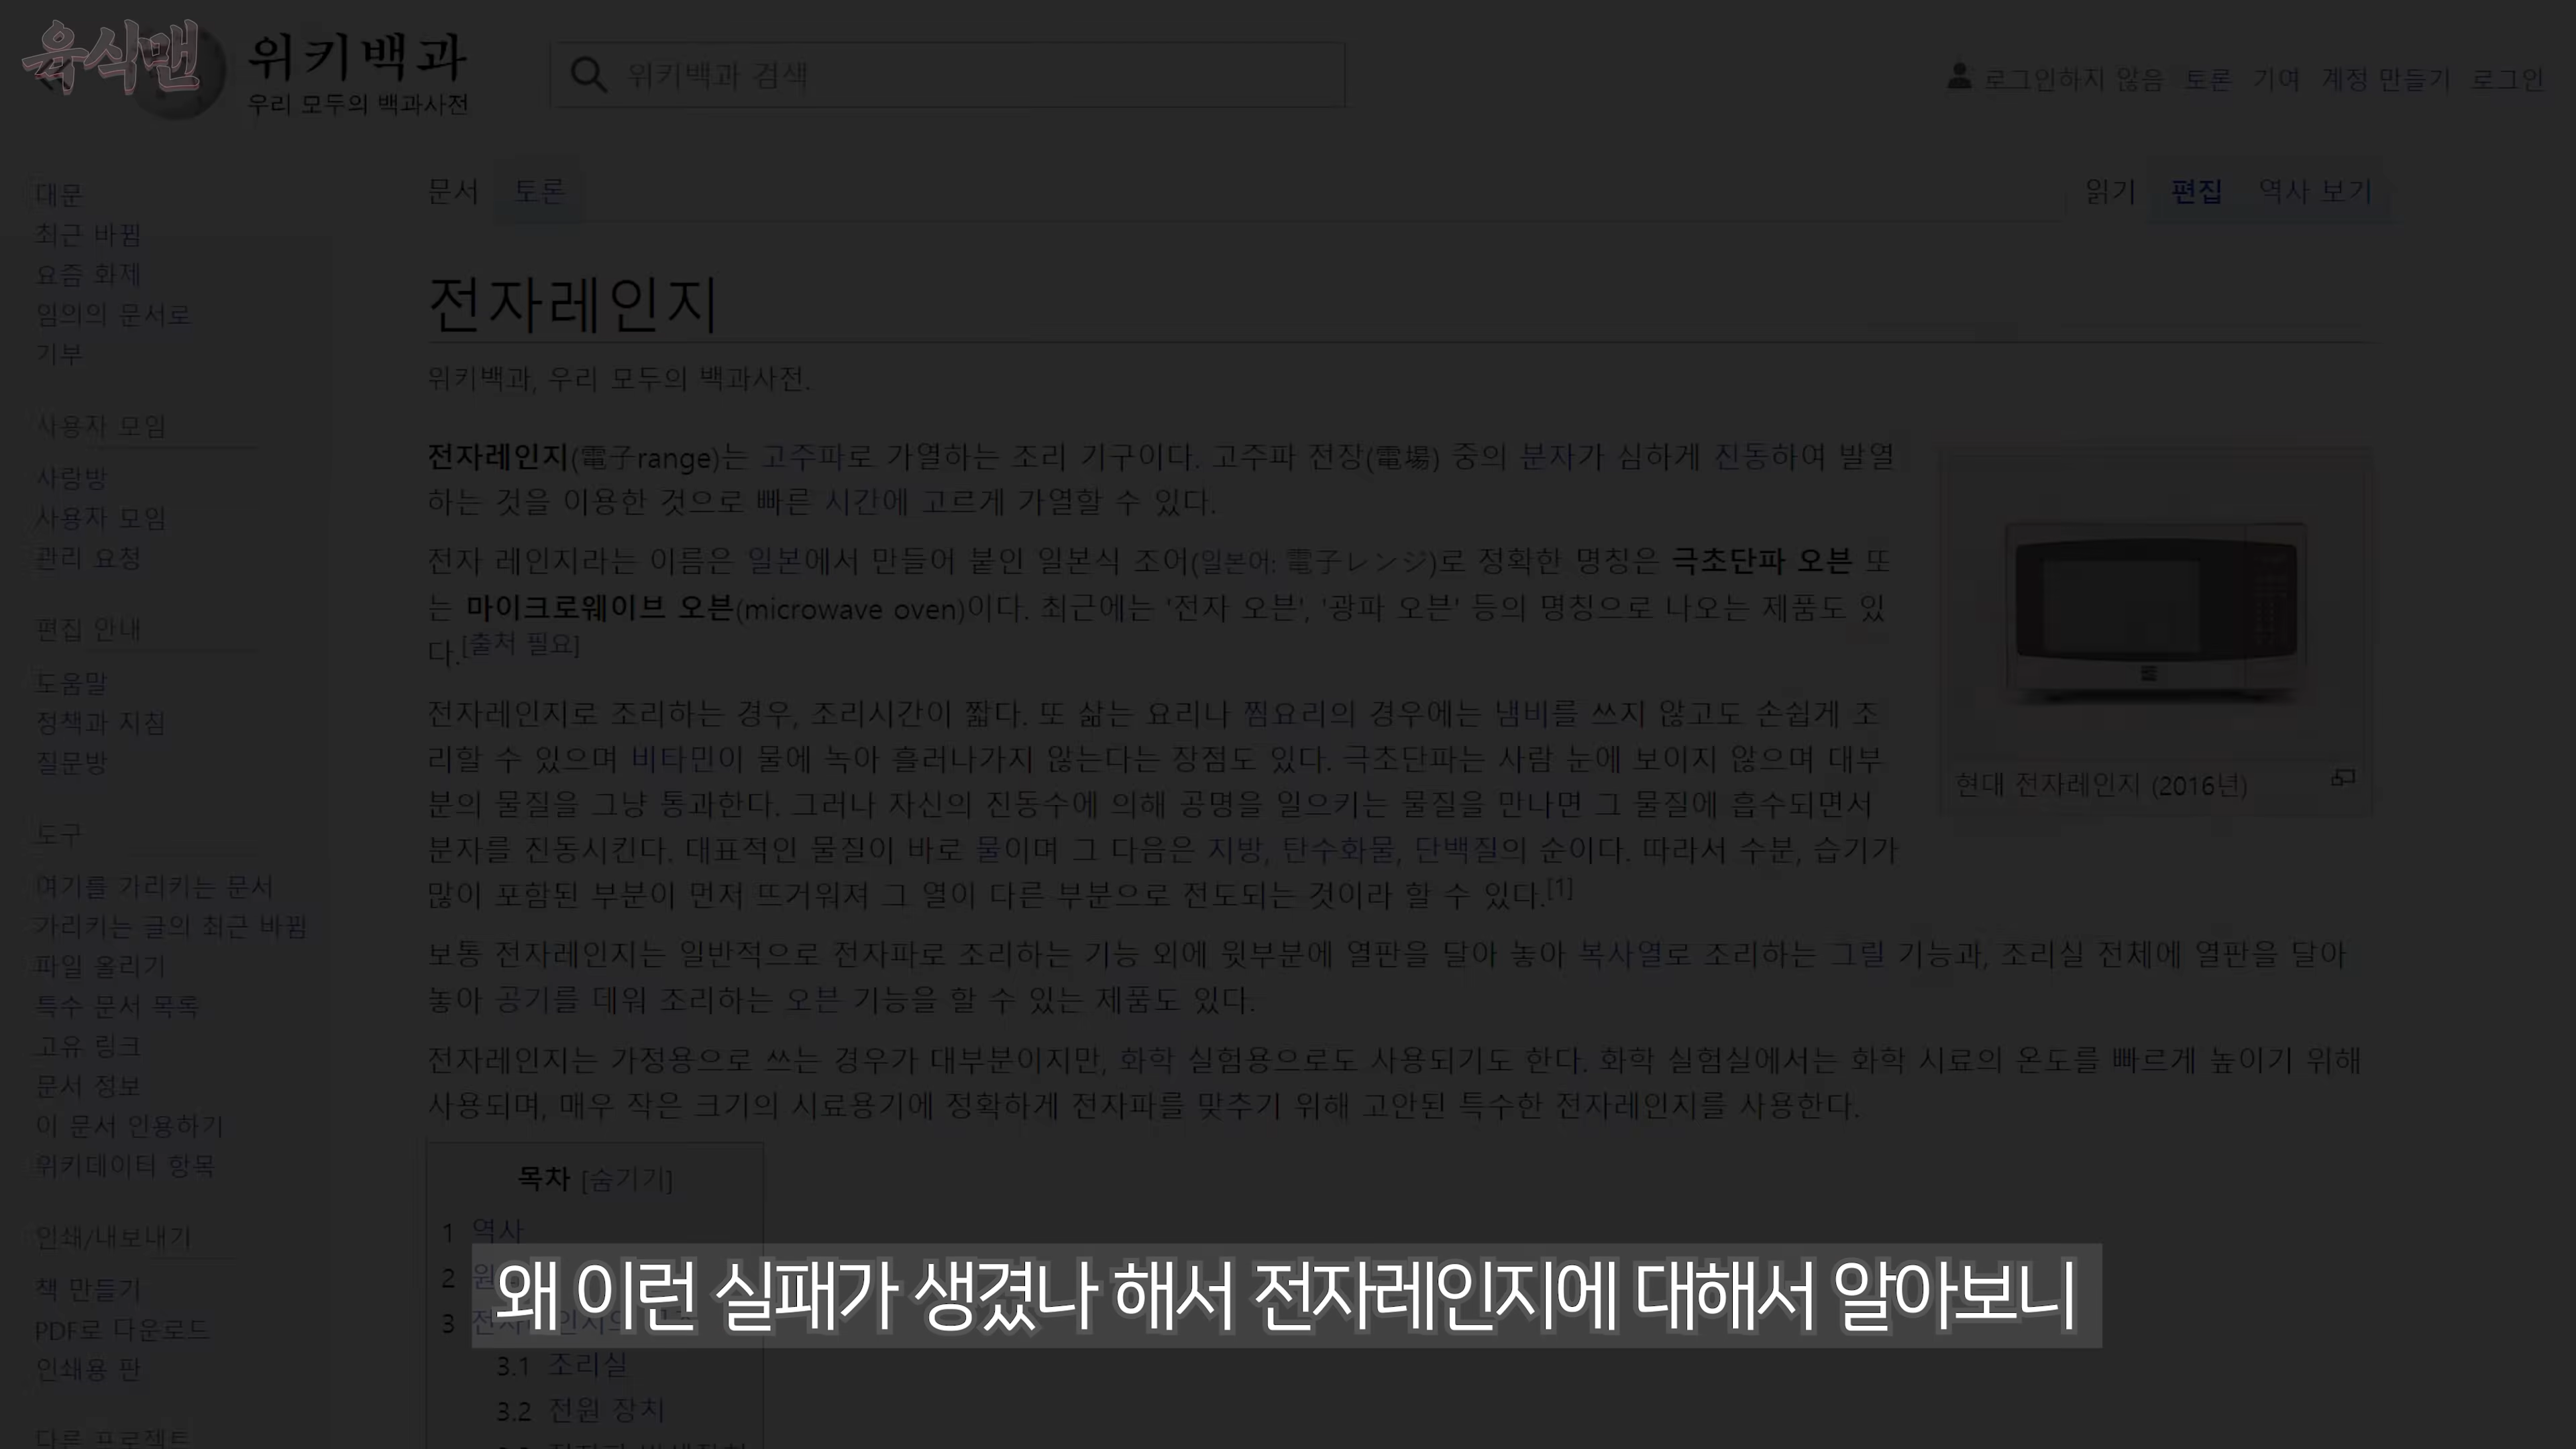 육식맨
위키백과
우리 모두의 백과사전
위키백과 검색
로그인하지 않음 토론 기여 계정 만들기 로그인
대문
최근 바뀜
요즘 화제
임의의 문서로
기부
사용자 모임
사랑방
사용자 모임
관리 요청
편집 안내
도움말
정책과 지침
질문방
도구
여기를 가리키는 문서
가리키는 글의 최근 바뀜
파일 올리기
특수 문서 목록
고유 링크
문서 정보
이 문서 인용하기
위키데이터 항목
인쇄/내보내기
책 만들기
PDF로 다운로드
인쇄용 판
다른 프로젝트
문서 토론
읽기 편집 역사 보기
전자레인지
위키백과, 우리 모두의 백과사전.
전자레인지(電子range)는 고주파로 가열하는 조리 기구이다. 고주파 전장(電場) 중의 분자가 심하게 진동하여 발열
하는 것을 이용한 것으로 빠른 시간에 고르게 가열할 수 있다.
전자 레인지라는 이름은 일본에서 만들어 붙인 일본식 조어(일본어: 電子レンジ)로 정확한 명칭은 극초단파 오븐 또
는 마이크로웨이브 오븐(microwave oven)이다. 최근에는 '전자 오븐', '광파 오븐' 등의 명칭으로 나오는 제품도 있
다.[출처 필요]
전자레인지로 조리하는 경우, 조리시간이 짧다. 또 삶는 요리나 찜요리의 경우에는 냄비를 쓰지 않고도 손쉽게 조
리할 수 있으며 비타민이 물에 녹아 흘러나가지 않는다는 장점도 있다. 극초단파는 사람 눈에 보이지 않으며 대부
분의 물질을 그냥 통과한다. 그러나 자신의 진동수에 의해 공명을 일으키는 물질을 만나면 그 물질에 흡수되면서
분자를 진동시킨다. 대표적인 물질이 바로 물이며 그 다음은 지방, 탄수화물, 단백질의 순이다. 따라서 수분, 습기가
많이 포함된 부분이 먼저 뜨거워져 그 열이 다른 부분으로 전도되는 것이라 할 수 있다.[1]
현대 전자레인지 (2016년)
보통 전자레인지는 일반적으로 전자파로 조리하는 기능 외에 윗부분에 열판을 달아 놓아 복사열로 조리하는 그릴 기능과, 조리실 전체에 열판을 달아
놓아 공기를 데워 조리하는 오븐 기능을 할 수 있는 제품도 있다.
전자레인지는 가정용으로 쓰는 경우가 대부분이지만, 화학 실험용으로도 사용되기도 한다. 화학 실험실에서는 화학 시료의 온도를 빠르게 높이기 위해
사용되며, 매우 작은 크기의 시료용기에 정확하게 전자파를 맞추기 위해 고안된 특수한 전자레인지를 사용한다.
목차 [숨기기]
1 역사
2
3
왜 이런 실패가 생겼나 해서 전자레인지에 대해서 알아보니
3.1 조리실
3.2 전원 장치